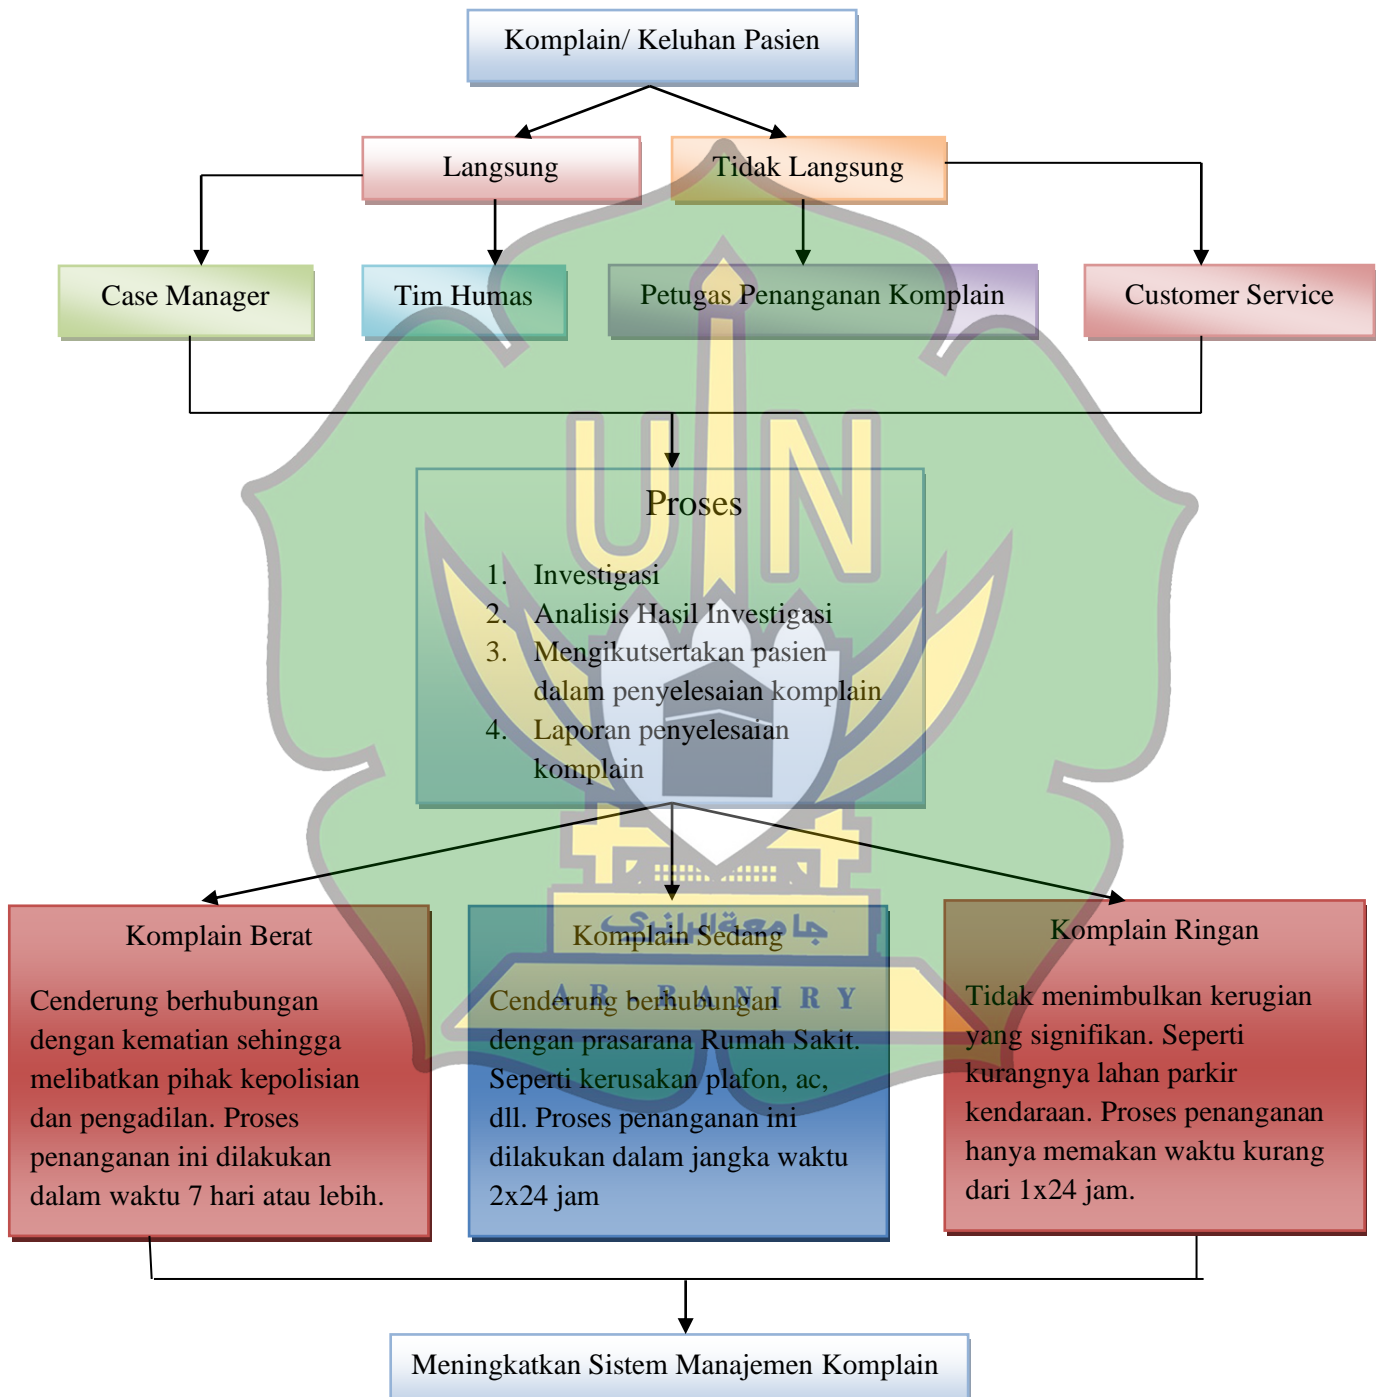 Komplain/ Keluhan Pasien
Langsung
Tidak Langsung
Case Manager
Tim Humas
Petugas Penanganan Komplain
Customer Service
UIN
Proses
1. Investigasi
2. Analisis Hasil Investigasi
3. Mengikutsertakan pasien
dalam penyelesaian komplain
4. Laporan penyelesaian
komplain
جامعةالرانري
AR-RANIRY
Komplain Berat
Cenderung berhubungan
dengan kematian sehingga
melibatkan pihak kepolisian
dan pengadilan. Proses
penanganan ini dilakukan
dalam waktu 7 hari atau lebih.
Komplain Sedang
Cenderung berhubungan
dengan prasarana Rumah Sakit.
Seperti kerusakan plafon, ac,
dll. Proses penanganan ini
dilakukan dalam jangka waktu
2x24 jam
Komplain Ringan
Tidak menimbulkan kerugian
yang signifikan. Seperti
kurangnya lahan parkir
kendaraan. Proses penanganan
hanya memakan waktu kurang
dari 1x24 jam.
Meningkatkan Sistem Manajemen Komplain